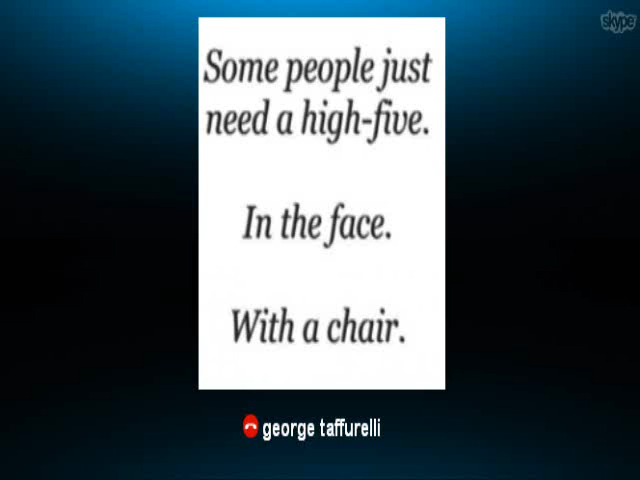 skype
Some people just
need a high-five.
In the face.
With a chair.
george taffurelli